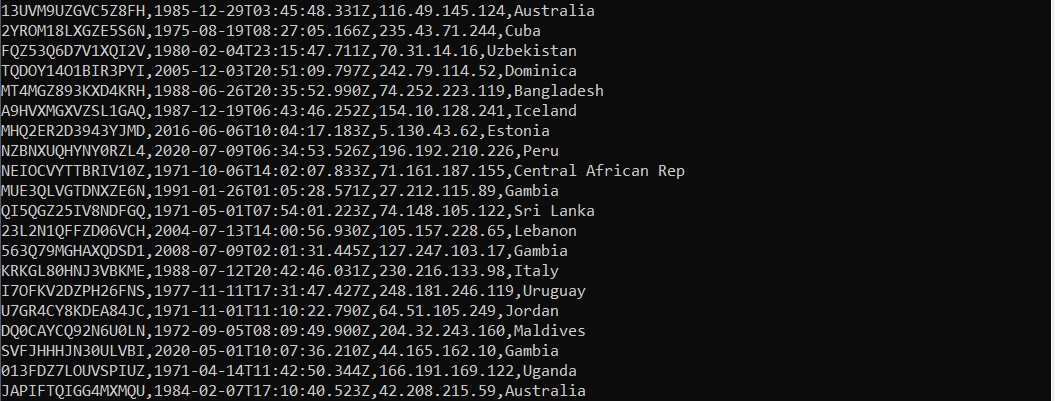 13UVM9UZGVC5Z8FH,1985-12-29T03:45:48.331Z,116.49.145.124,Australia
2YROM18LXGZE5S6N,1975-08-19T08:27:05.166Z,235.43.71.244,Cuba
FQZ53Q6D7V1XQI2V,1980-02-04T23:15:47.711Z,70.31.14.16,Uzbekistan
TQDOY14O1BIR3PYI,2005-12-03T20:51:09.797Z,242.79.114.52,Dominica
MT4MGZ893KXD4KRH,1988-06-26T20:35:52.990Z,74.252.223.119,Bangladesh
A9HVXMGXVZSL1GAQ,1987-12-19T06:43:46.252Z,154.10.128.241,Iceland
MHQ2ER2D3943YJMD,2016-06-06T10:04:17.183Z,5.130.43.62,Estonia
NZBNXUQHYNY0RZL4,2020-07-09T06:34:53.526Z,196.192.210.226,Peru
NEIOCVYTTBRIV10Z,1971-10-06T14:02:07.833Z,71.161.187.155,Central African Rep
MUE3QLVGTDNXZE6N,1991-01-26T01:05:28.571Z,27.212.115.89,Gambia
QI5QGZ25IV8NDFGQ,1971-05-01T07:54:01.223Z,74.148.105.122,Sri Lanka
23L2N1QFFZD06VCH,2004-07-13T14:00:56.930Z,105.157.228.65,Lebanon
563Q79MGHAXQDSD1,2008-07-09T02:01:31.445Z,127.247.103.17,Gambia
KRKGL80HNJ3VBKME,1988-07-12T20:42:46.031Z,230.216.133.98,Italy
I7OFKV2DZPH26FNS,1977-11-11T17:31:47.427Z,248.181.246.119,Uruguay
U7GR4CY8KDEA84JC,1971-11-01T11:10:22.790Z,64.51.105.249,Jordan
DQ0CAYCQ92N6U0LN,1972-09-05T08:09:49.900Z,204.32.243.160,Maldives
SVFJHHHJN30ULVBI,2020-05-01T10:07:36.210Z,44.165.162.10,Gambia
013FDZ7LOUVSPIUZ,1971-04-14T11:42:50.344Z,166.191.169.122,Uganda
JAPIFTQIGG4MXMQU,1984-02-07T17:10:40.523Z,42.208.215.59,Australia